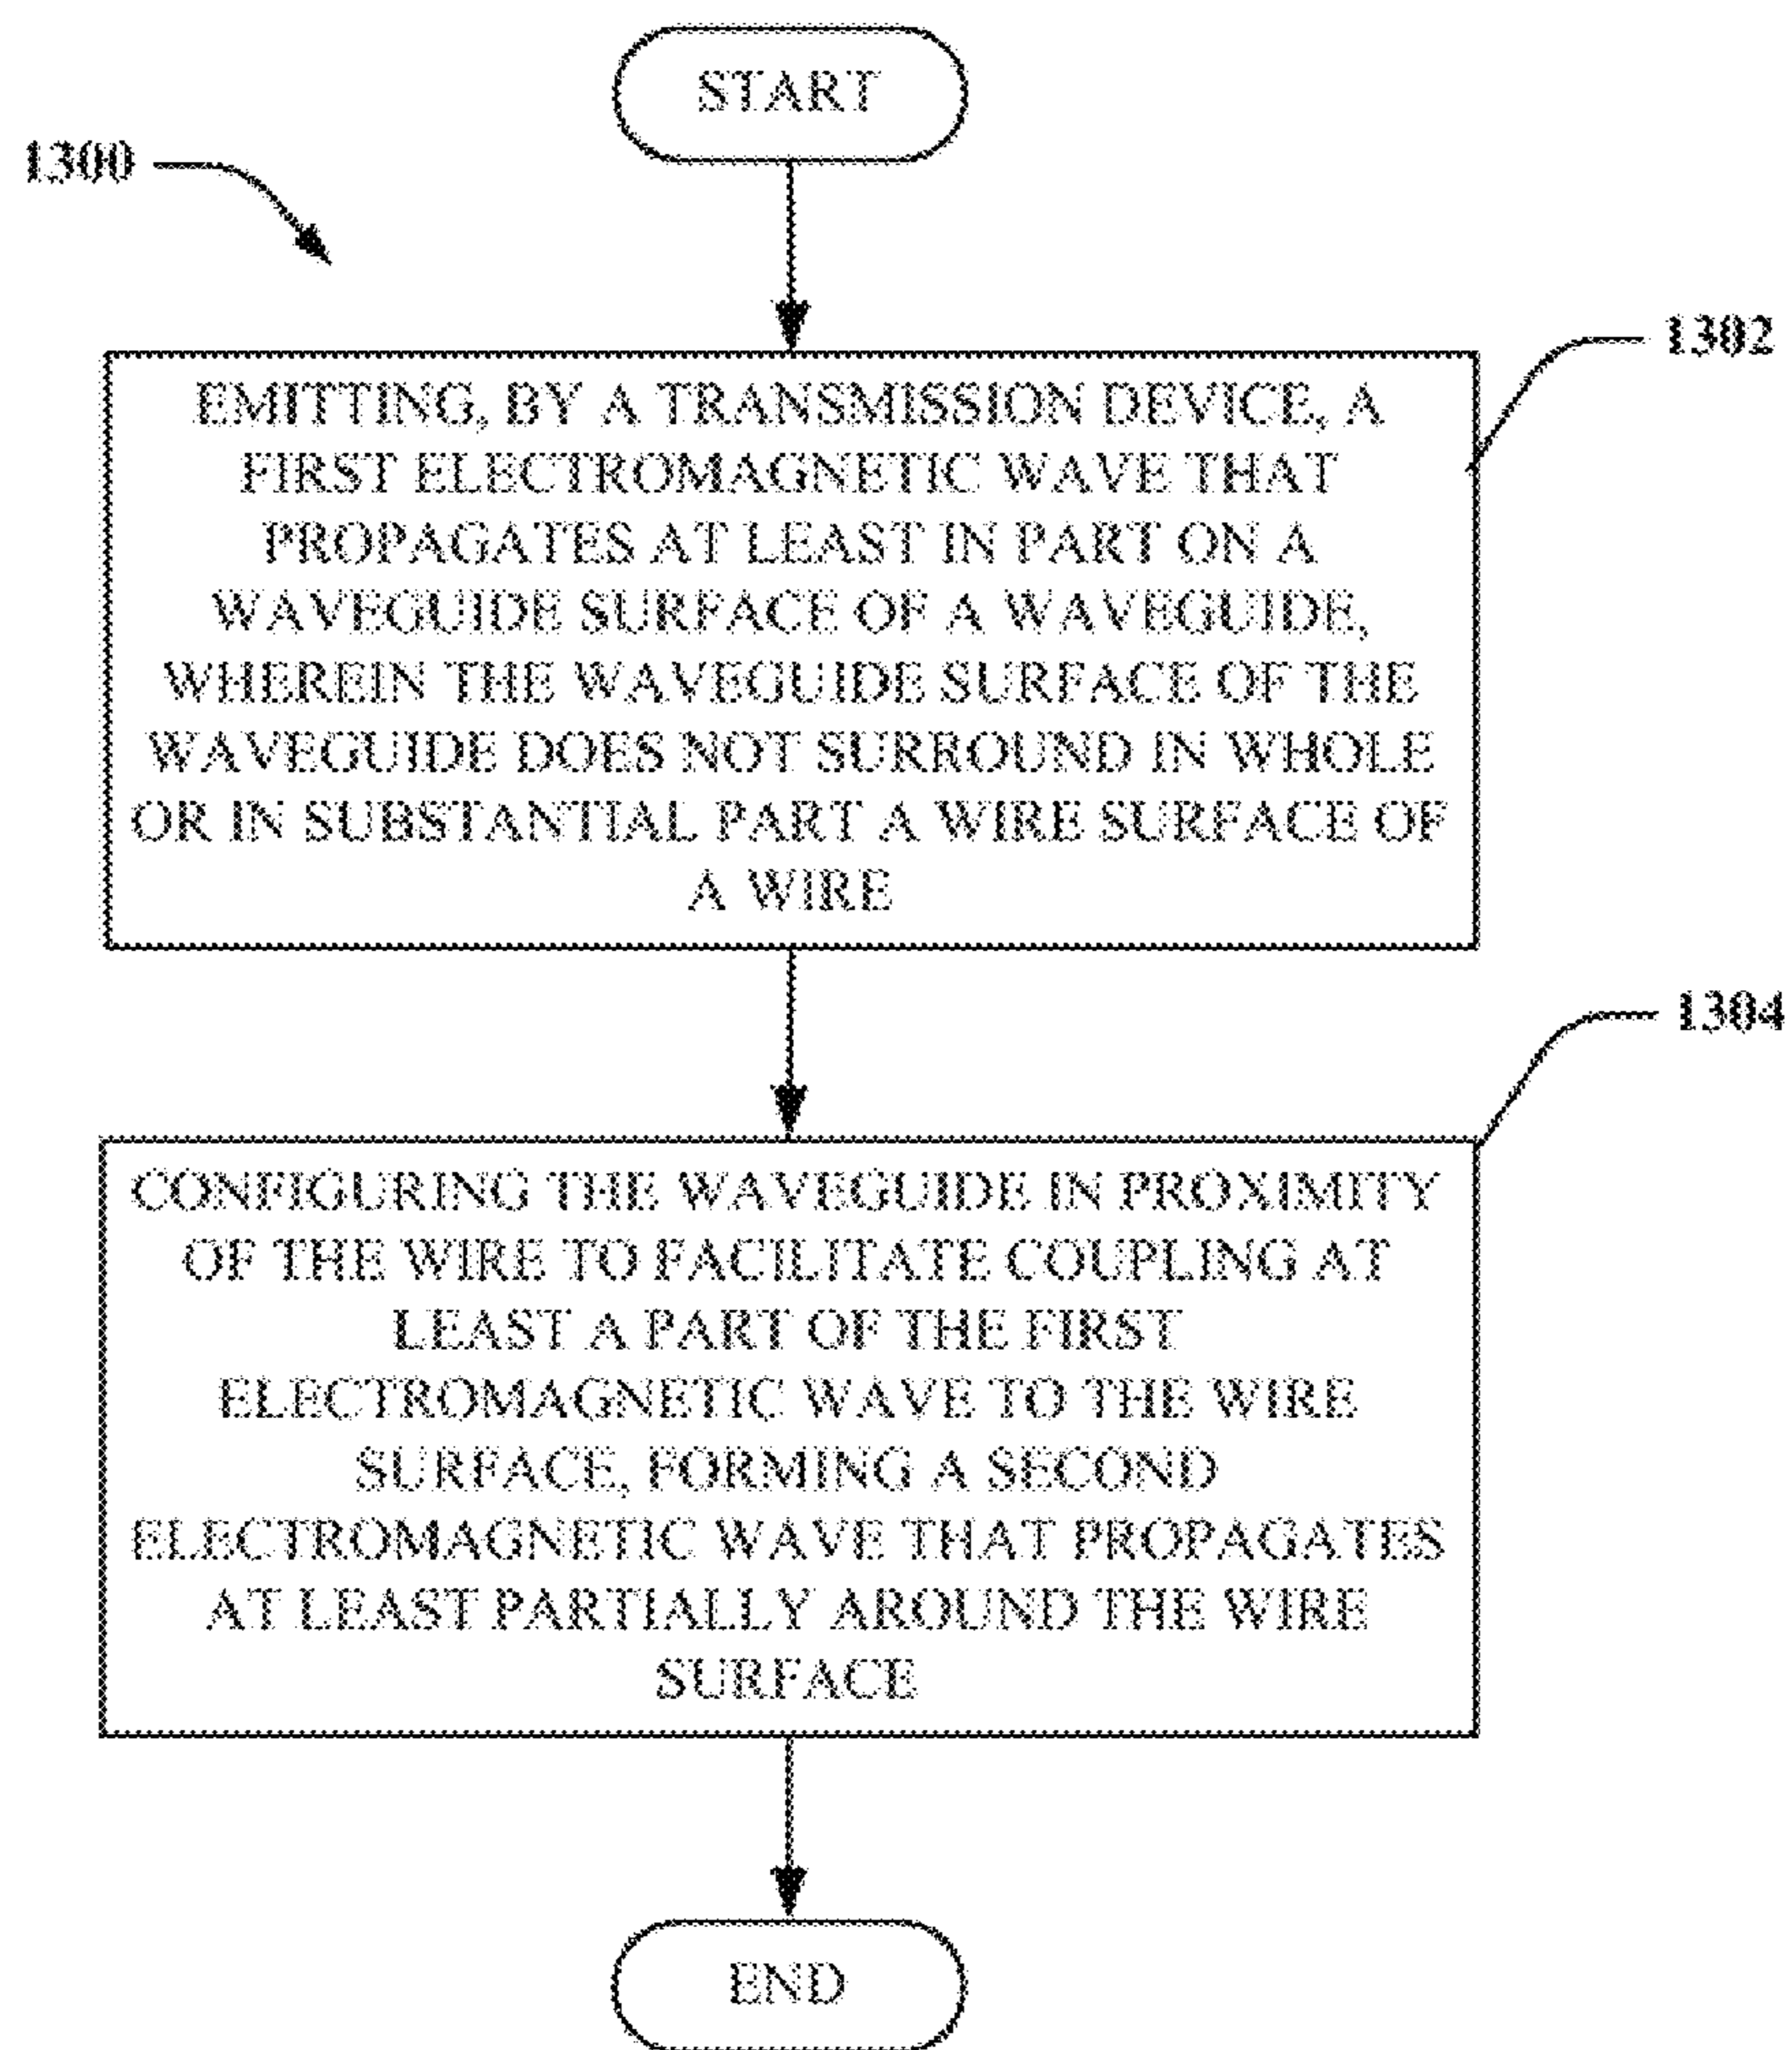 START
1300
1302
EMITTING, BY A TRANSMISSION DEVICE, A
FIRST ELECTROMAGNETIC WAVE THAT
PROPAGATES AT LEAST IN PART ON A
WAVEGUIDE SURFACE OF A WAVEGUIDE,
WHEREIN THE WAVEGUIDE SURFACE OF THE
WAVEGUIDE DOES NOT SURROUND IN WHOLE
OR IN SUBSTANTIAL PART A WIRE SURFACE OF
A WIRE
1304
CONFIGURING THE WAVEGUIDE IN PROXIMITY
OF THE WIRE TO FACILITATE COUPLING AT
LEAST A PART OF THE FIRST
ELECTROMAGNETIC WAVE TO THE WIRE
SURFACE, FORMING A SECOND
ELECTROMAGNETIC WAVE THAT PROPAGATES
AT LEAST PARTIALLY AROUND THE WIRE
SURFACE
END